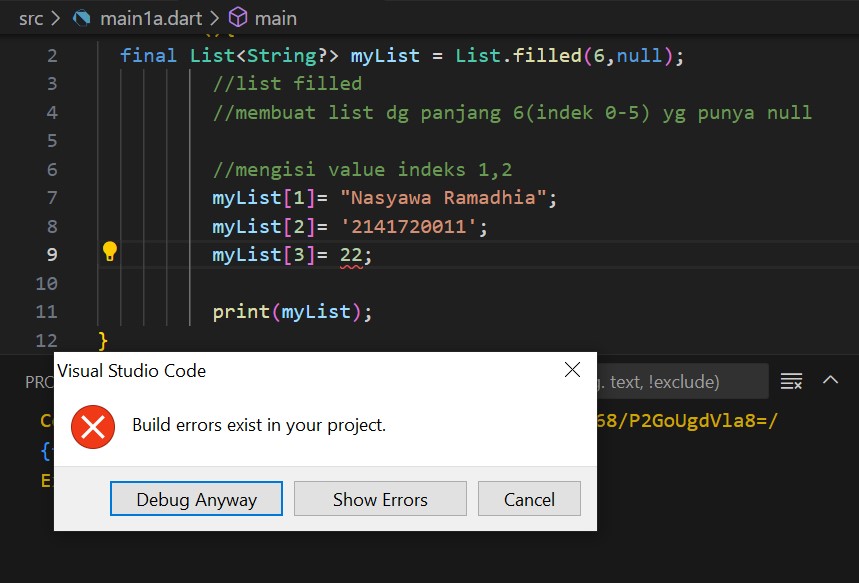 src > main1a.dart > main
2 final List<String?> myList = List.filled(6,null);
3 //list filled
4 //membuat list dg panjang 6(indek 0-5) yg punya null
5
6 //mengisi value indeks 1,2
7 myList[1]= "Nasyawa Ramadhia";
8 myList[2]= '2141720011';
9 myList[3]= 22;
10
11 print(myList);
12 }
Visual Studio Code
Build errors exist in your project.
Debug Anyway Show Errors Cancel
text, !exclude)
68/P2GoUgdVla8=/